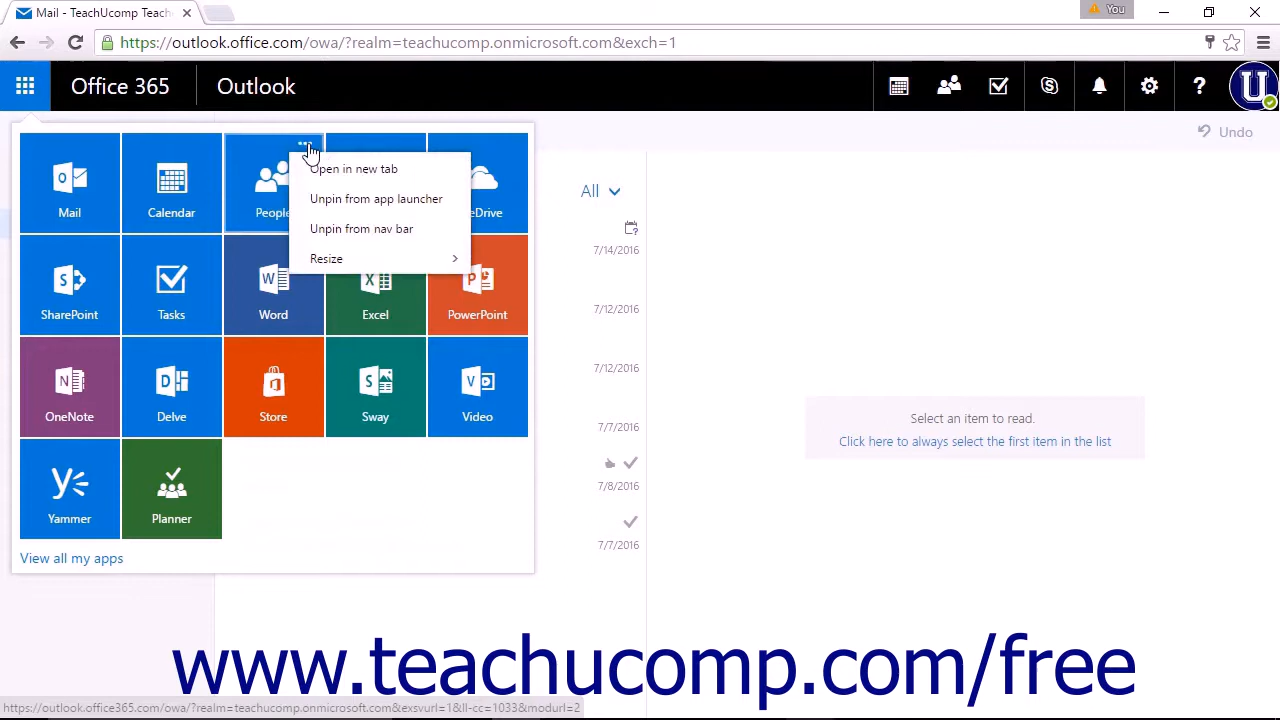 Mail - TeachUcomp Teach
You
https://outlook.office.com/owa/?realm=teachucomp.onmicrosoft.com&exch=1
Office 365
Outlook
Undo
Mail
Calendar
People
eDrive
Open in new tab
Unpin from app launcher
Unpin from nav bar
Resize
SharePoint
Tasks
Word
Excel
PowerPoint
OneNote
Delve
Store
Sway
Video
Yammer
Planner
View all my apps
All
7/14/2016
7/12/2016
7/12/2016
7/7/2016
7/8/2016
7/7/2016
Select an item to read.
Click here to always select the first item in the list
www.teachucomp.com/free
https://outlook.office365.com/owa/?realm=teachucomp.onmicrosoft.com&exsvurl=1&ll-cc=1033&modurl=2